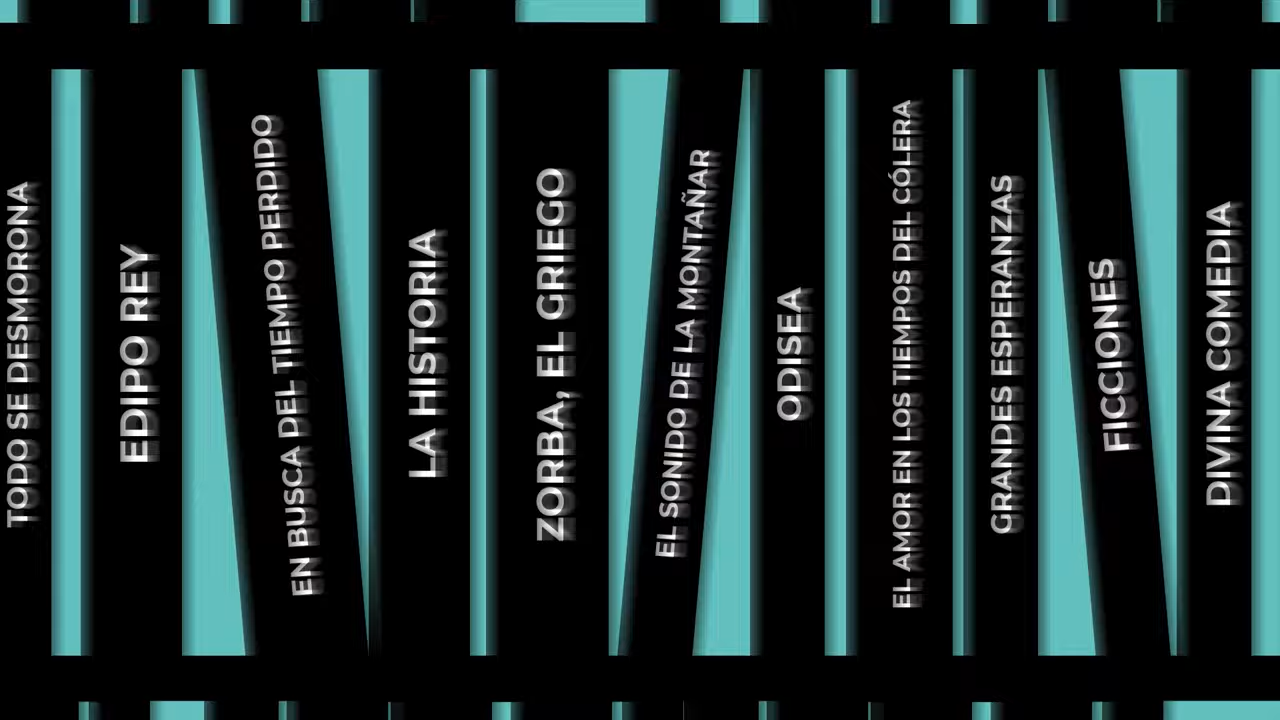 TODO SE DESMORONA
EDIPO REY
EN BUSCA DEL TIEMPO PERDIDO
LA HISTORIA
ZORBA, EL GRIEGO
EL SONIDO DE LA MONTAÑAR
ODISEA
EL AMOR EN LOS TIEMPOS DEL CÓLERA
GRANDES ESPERANZAS
FICCIONES
DIVINA COMEDIA